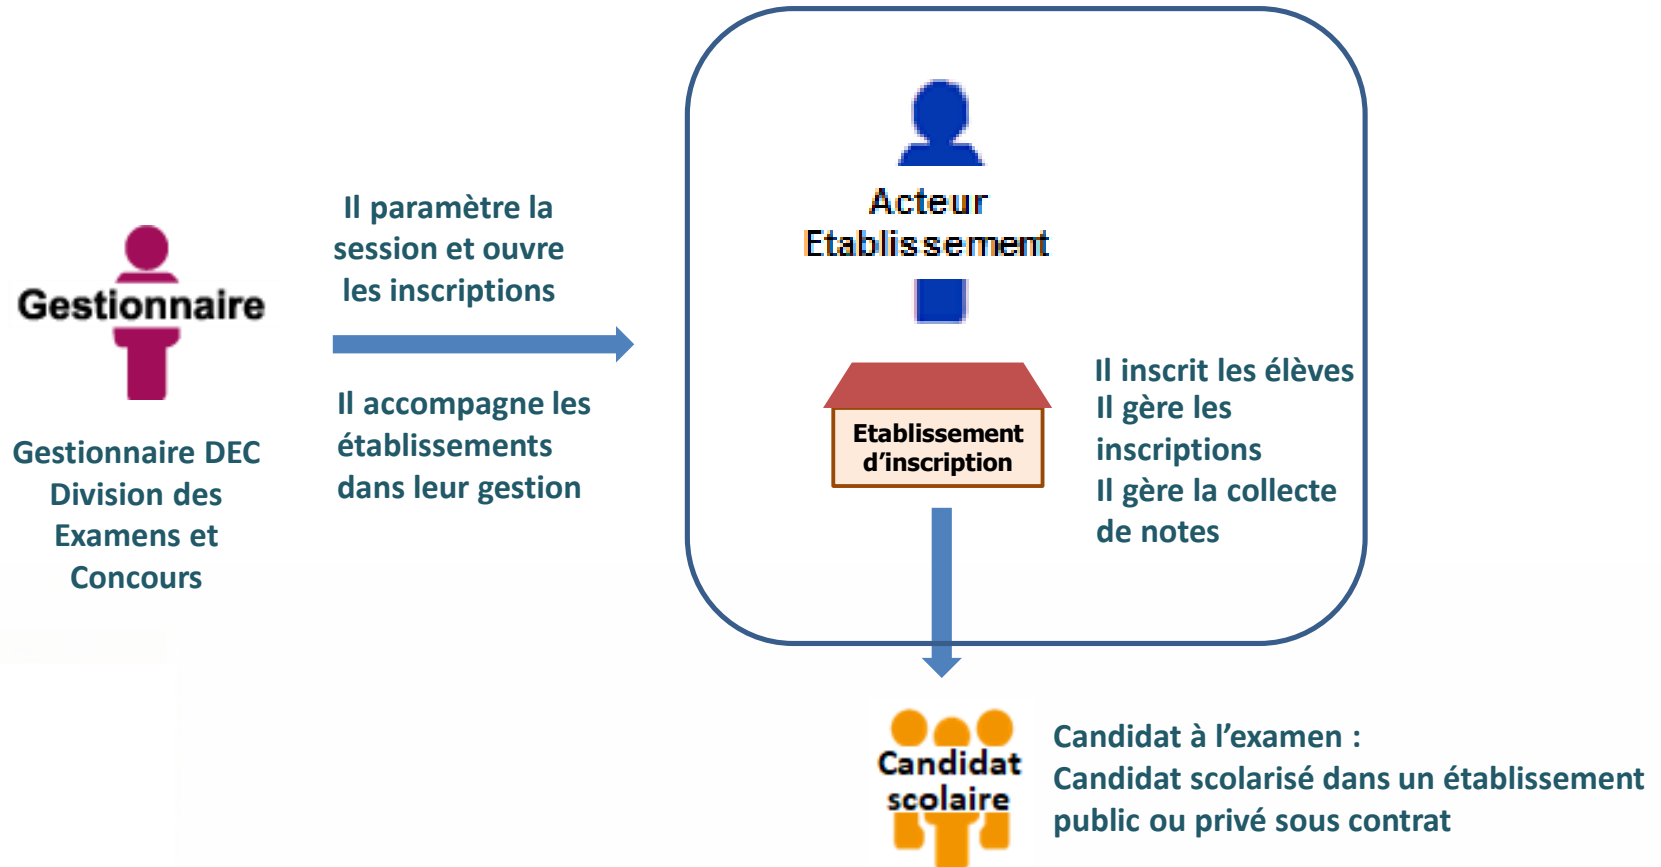 Gestionnaire
Gestionnaire DEC
Division des
Examens et
Concours
Il paramètre la
session et ouvre
les inscriptions
Il accompagne les
établissements
dans leur gestion
Acteur
Etablissement
Etablissement
d’inscription
Il inscrit les élèves
Il gère les
inscriptions
Il gère la collecte
de notes
Candidat
scolaire
Candidat à l’examen :
Candidat scolarisé dans un établissement
public ou privé sous contrat